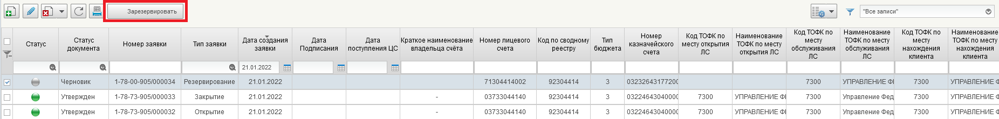 Зарезервировать
"Все записи"
Статус
Статус
документа
Номер заявки
Тип заявки
Дата создания
заявки
Дата
Подписания
Дата
поступления ЦС
Краткое наименование
владельца счёта
Номер лицевого
счета
Код по сводному
реестру
Тип
бюджета
Номер
казначейского
счета
Код ТОФК по
месту открытия
ЛС
Наименование
ТОФК по месту
открытия ЛС
Код ТОФК по
месту
обслуживания
ЛС
Наименование
ТОФК по месту
обслуживания
ЛС
Код ТОФК по
месту
нахождения
клиента
Наименование
ТОФК по месту
нахождения
клиента
21.01.2022
Черновик 1-78-00-905/000034 Резервирование 21.01.2022 71304414002 92304414 3 03232643177200 7300 УПРАВЛЕНИЕ ФЕ 7300 УПРАВЛЕНИЕ ФЕ
Утвержден 1-78-73-905/000033 Закрытие 21.01.2022 - 03733044140 92304414 3 03224643040000 7300 УПРАВЛЕНИЕ ФЕ 7300 Управление Фед 7300 УПРАВЛЕНИЕ ФЕ
Утвержден 1-78-73-905/000032 Открытие 21.01.2022 - 03733044140 92304414 3 03224643040000 7300 УПРАВЛЕНИЕ ФЕ 7300 Управление Фед 7300 УПРАВЛЕНИЕ ФЕ